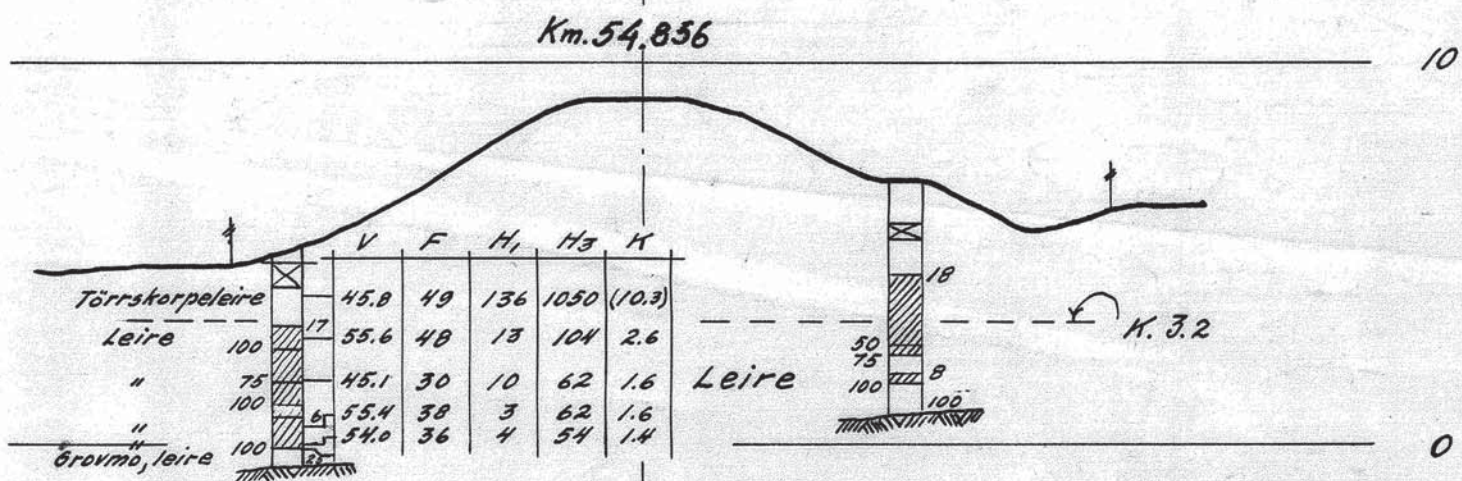 Km. 54.836
10
V F H₁ H3 K
Törrskorpeleire 45.8 49 136 1050 (10.3)
17
Leire 55.6 48 13 104 2.6
100
" 75 45.1 30 10 62 1.6
100
" 6 55.4 38 3 62 1.6
" 54.0 36 4 54 1.4
Grovmo, leire 100
18
K. 3.2
50
75
Leire
8
100
100
0